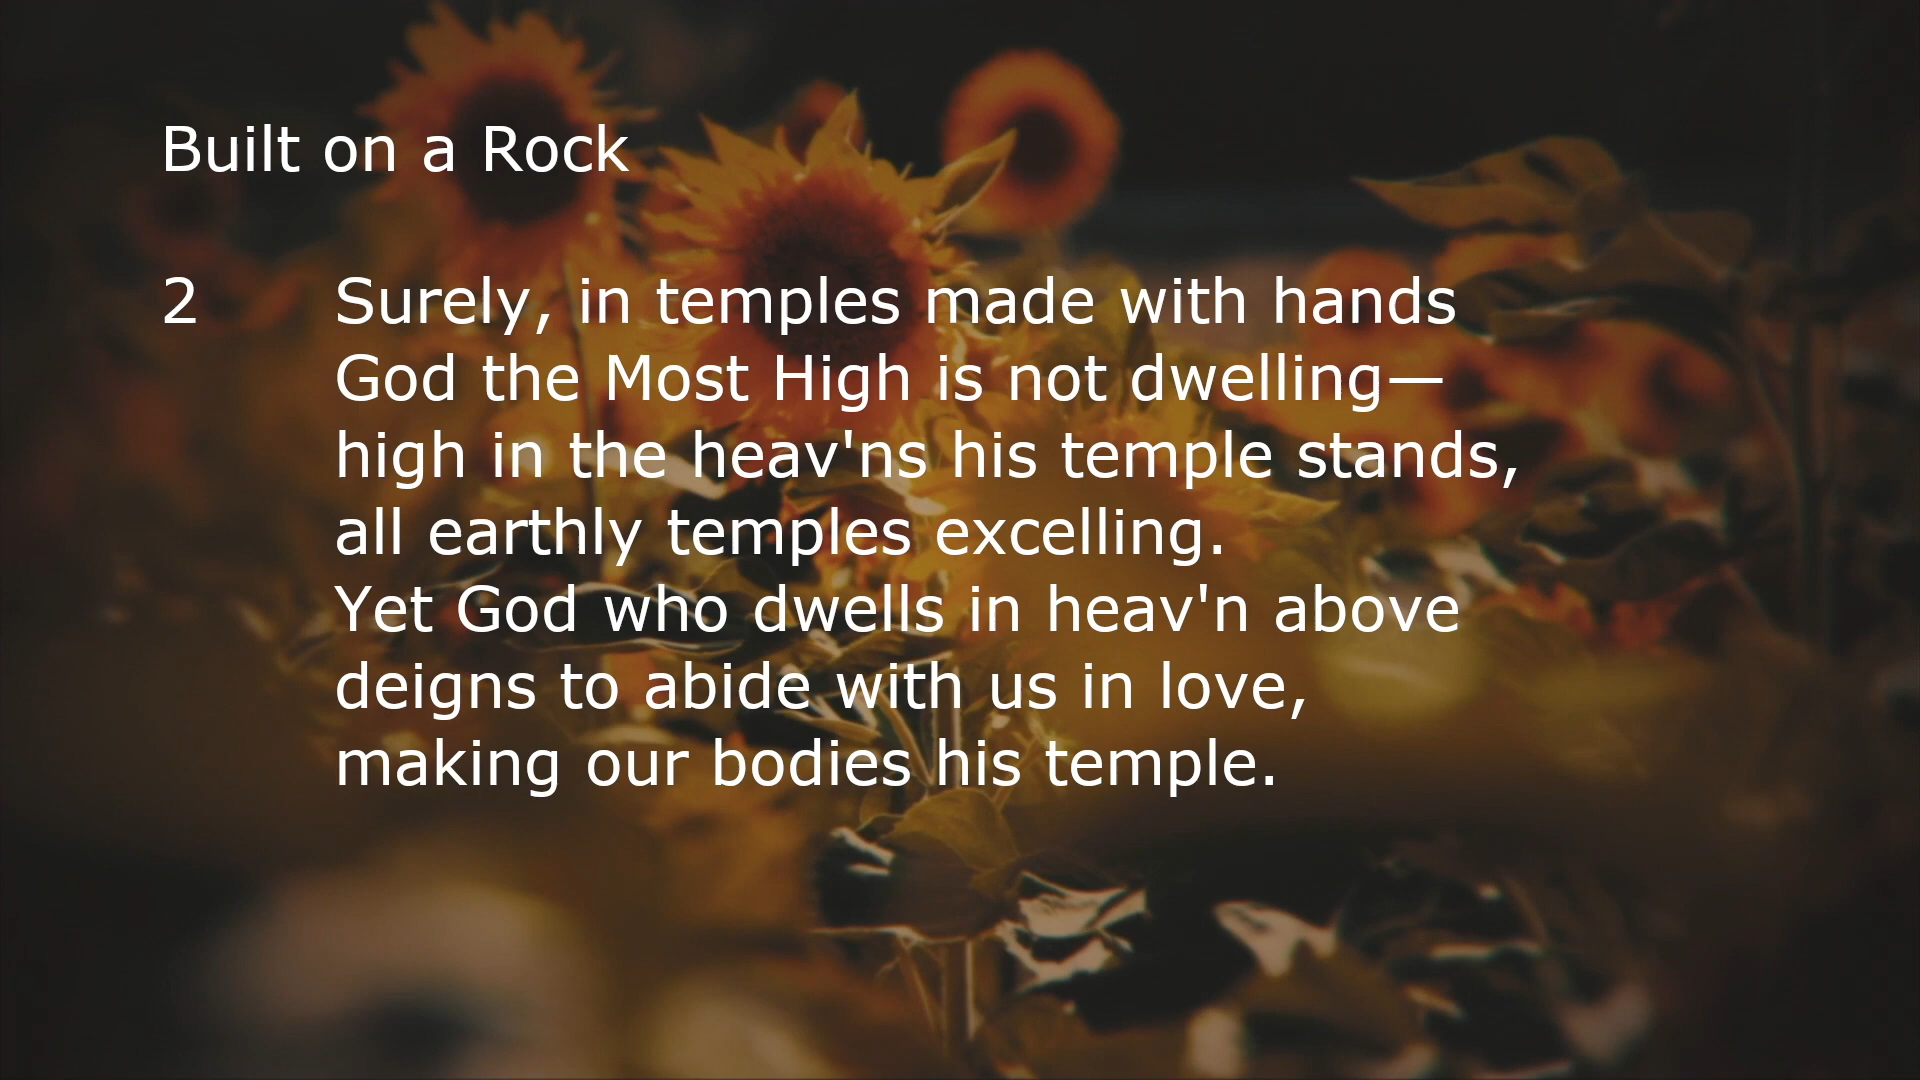 Built on a Rock
2 Surely, in temples made with hands
God the Most High is not dwelling—
high in the heav'ns his temple stands,
all earthly temples excelling.
Yet God who dwells in heav'n above
deigns to abide with us in love,
making our bodies his temple.